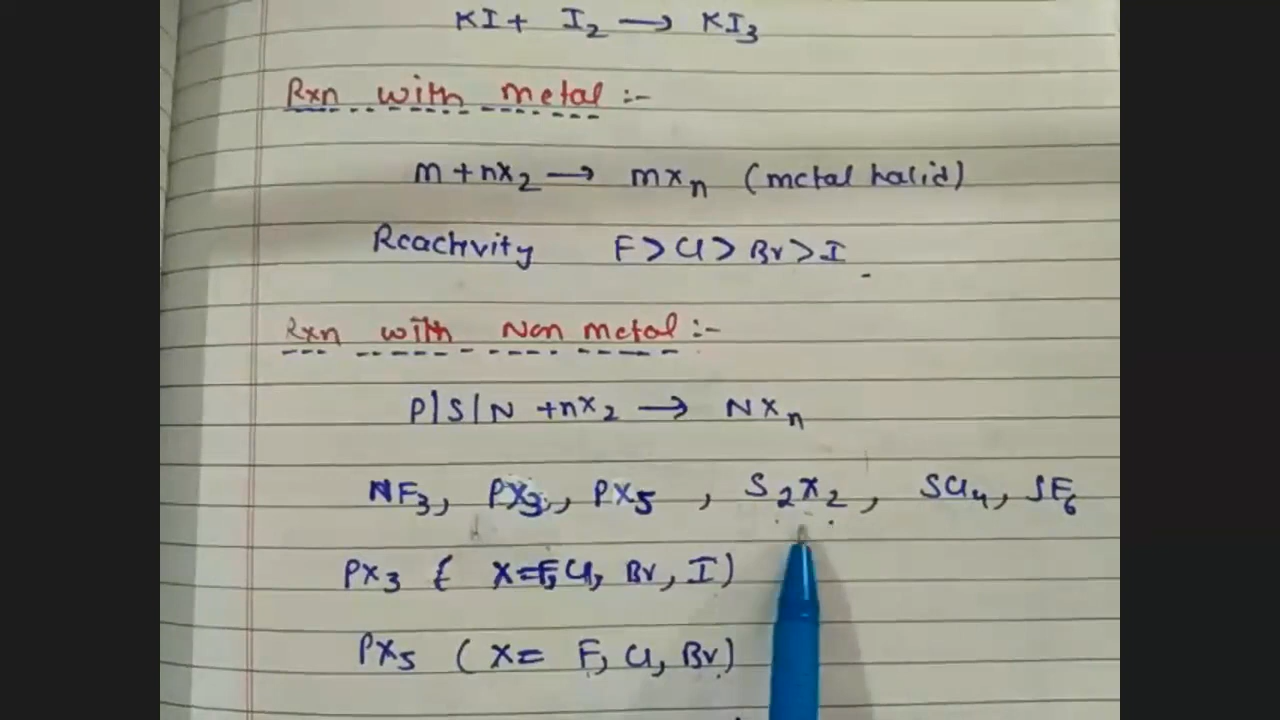 KI + I₂ → KI₃
Rxn with metal :-
m + nx₂ → mxₙ (metal halid)
Reactivity F > Cl > Br > I
Rxn with Non metal :-
P|S|N + nx₂ → NXₙ
NF₃, PX₃, PX₅, S₂X₂, SCl₄, SF₆
PX₃ { X=F, Cl, Br, I)
PX₅ (X= F, Cl, Br)